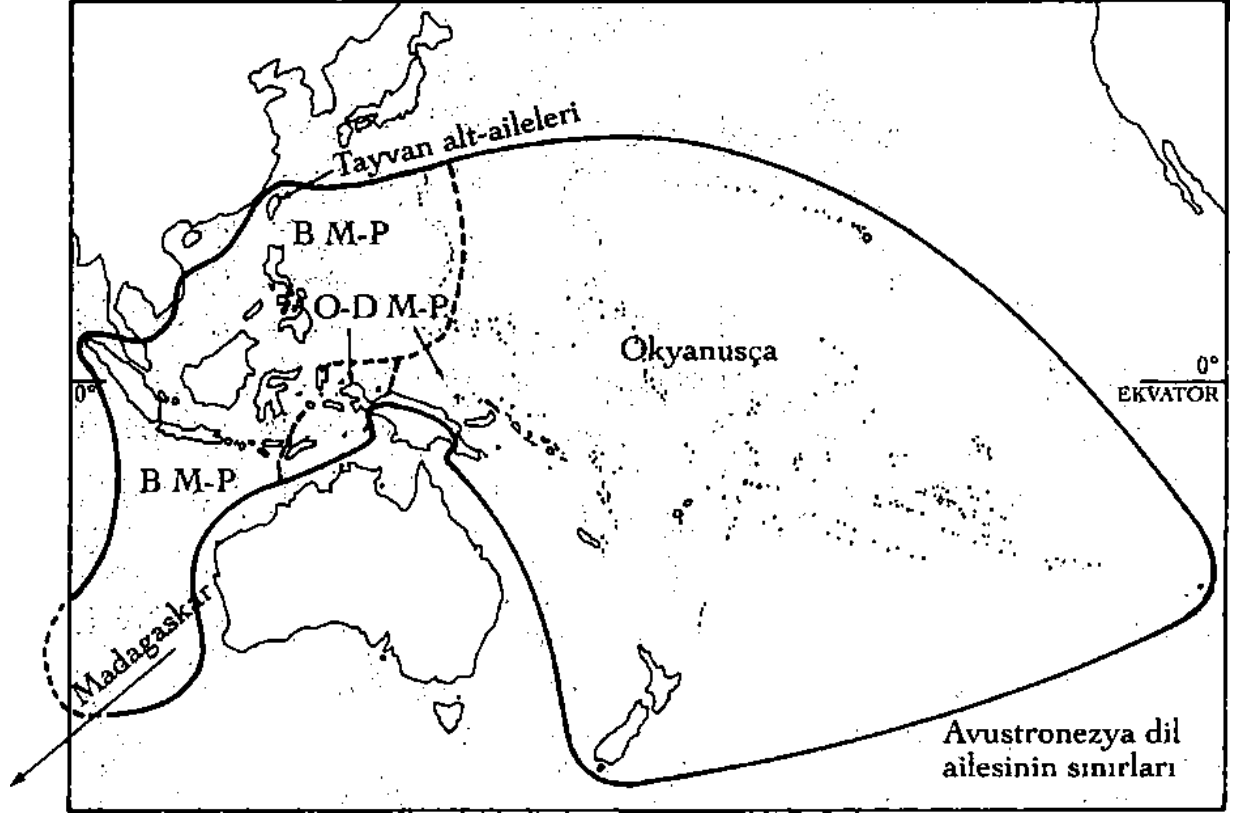 Tayvan alt-aileleri
B M-P
O-D M-P
Okyanusça
0°
EKVATOR
0°
B M-P
Madagaskar
Avustronezya dil
ailesinin sınırları